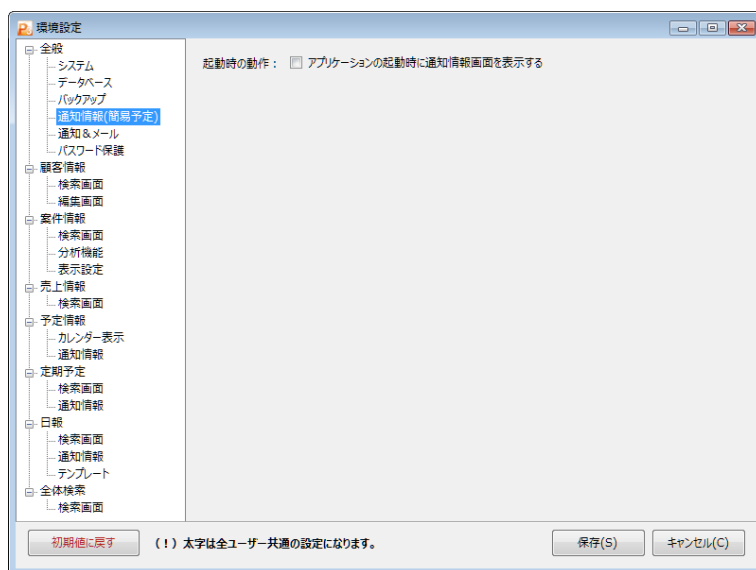 環境設定
全般
システム
データベース
バックアップ
通知情報(簡易予定)
通知&メール
パスワード保護
顧客情報
検索画面
編集画面
案件情報
検索画面
分析機能
表示設定
売上情報
検索画面
予定情報
カレンダー表示
通知情報
定期予定
検索画面
通知情報
日報
検索画面
通知情報
テンプレート
全体検索
検索画面
起動時の動作： アプリケーションの起動時に通知情報画面を表示する
初期値に戻す (！) 太字は全ユーザー共通の設定になります。 保存(S) キャンセル(C)